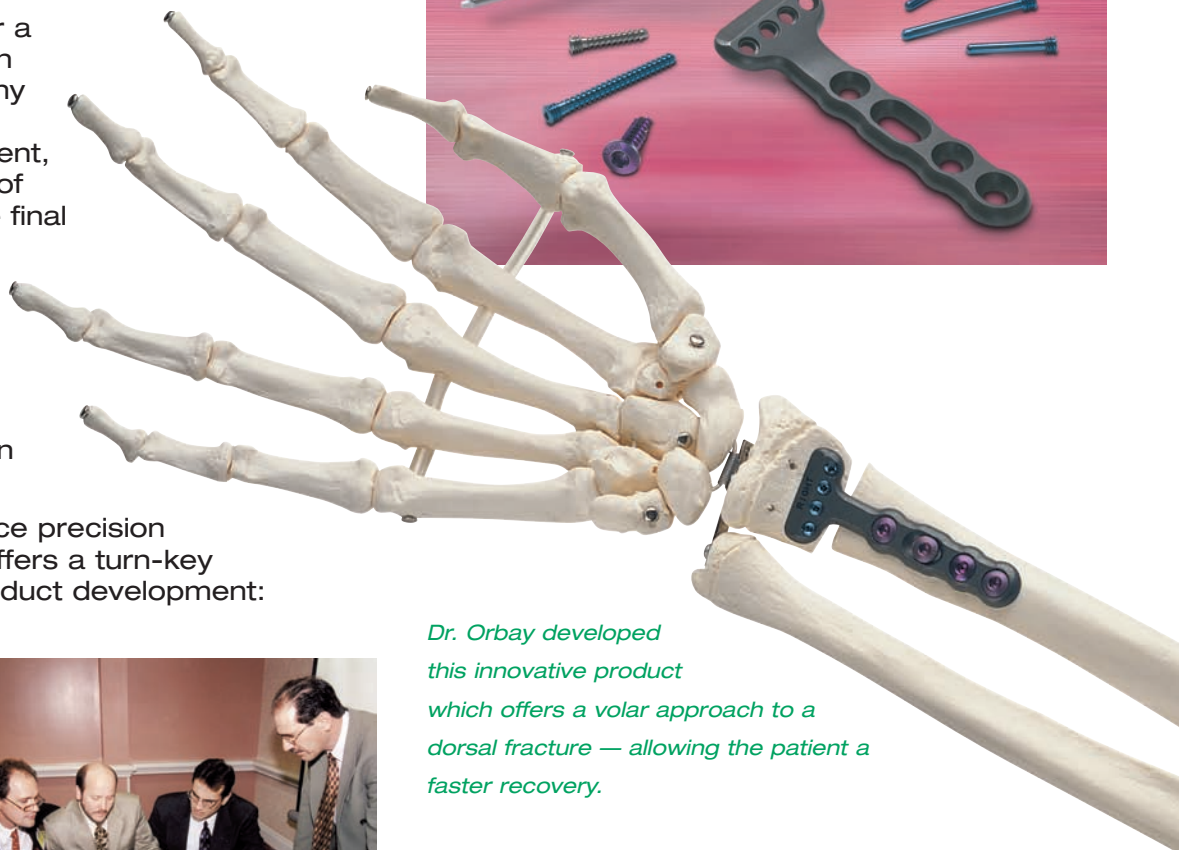 r a
n
ny
ent,
of
final
n
ce precision
ffers a turn-key
duct development:
RIGHT
Dr. Orbay developed
this innovative product
which offers a volar approach to a
dorsal fracture — allowing the patient a
faster recovery.